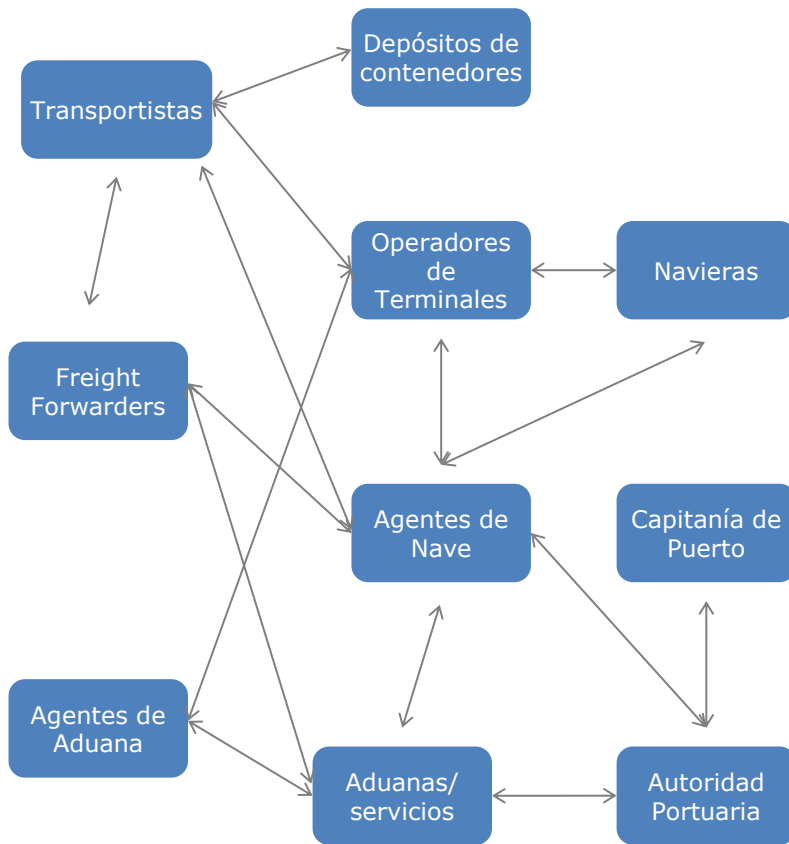 Depósitos de
contenedores
Transportistas
Operadores
de
Terminales
Navieras
Freight
Forwarders
Agentes de
Nave
Capitanía de
Puerto
Agentes de
Aduana
Aduanas/
servicios
Autoridad
Portuaria